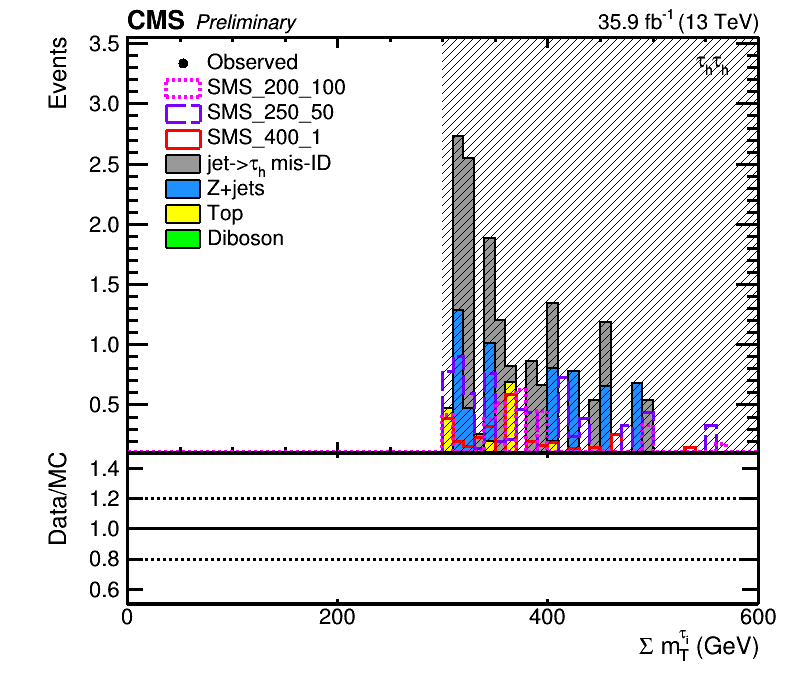 CMS Preliminary 35.9 fb⁻¹ (13 TeV)
Events
3.5
3.0
2.5
2.0
1.5
1.0
0.5
τhτh
Observed
SMS_200_100
SMS_250_50
SMS_400_1
jet->τh mis-ID
Z+jets
Top
Diboson
Data/MC
1.4
1.2
1.0
0.8
0.6
0 200 400 600
Σ mT^τi (GeV)